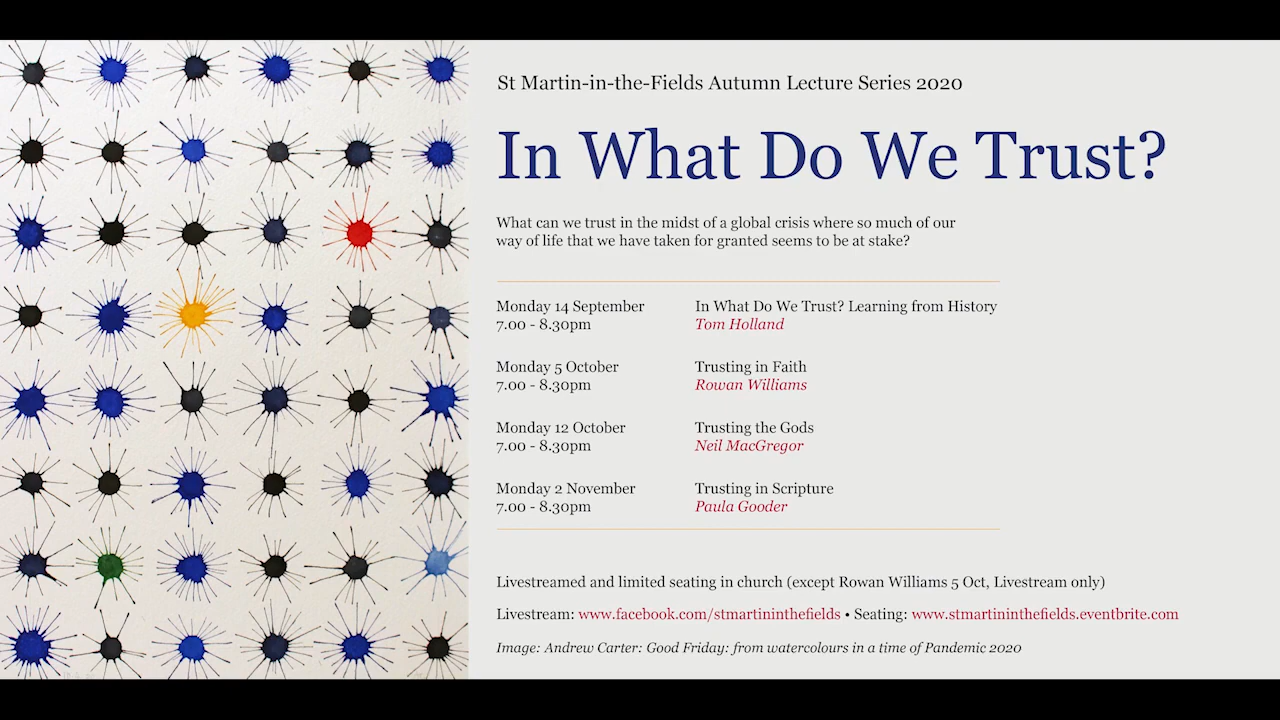 St Martin-in-the-Fields Autumn Lecture Series 2020
In What Do We Trust?
What can we trust in the midst of a global crisis where so much of our
way of life that we have taken for granted seems to be at stake?
Monday 14 September
7.00 - 8.30pm
In What Do We Trust? Learning from History
Tom Holland
Monday 5 October
7.00 - 8.30pm
Trusting in Faith
Rowan Williams
Monday 12 October
7.00 - 8.30pm
Trusting the Gods
Neil MacGregor
Monday 2 November
7.00 - 8.30pm
Trusting in Scripture
Paula Gooder
Livestreamed and limited seating in church (except Rowan Williams 5 Oct, Livestream only)
Livestream: www.facebook.com/stmartininthefields • Seating: www.stmartininthefields.eventbrite.com
Image: Andrew Carter: Good Friday: from watercolours in a time of Pandemic 2020